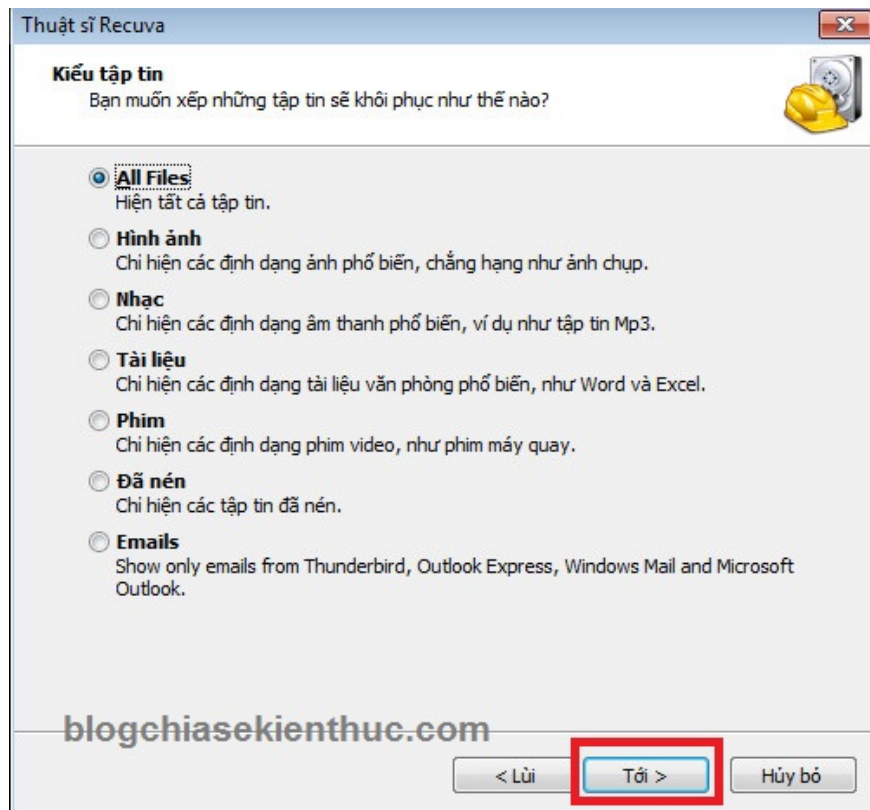 Thuật sĩ Recuva
Kiểu tập tin
Bạn muốn xếp những tập tin sẽ khôi phục như thế nào?
All Files
Hiện tất cả tập tin.
Hình ảnh
Chỉ hiện các định dạng ảnh phổ biến, chẳng hạn như ảnh chụp.
Nhạc
Chỉ hiện các định dạng âm thanh phổ biến, ví dụ như tập tin Mp3.
Tài liệu
Chỉ hiện các định dạng tài liệu văn phòng phổ biến, như Word và Excel.
Phim
Chỉ hiện các định dạng phim video, như phim máy quay.
Đã nén
Chỉ hiện các tập tin đã nén.
Emails
Show only emails from Thunderbird, Outlook Express, Windows Mail and Microsoft
Outlook.
blogchiasekienthuc.com
< Lùi Tới > Hủy bỏ